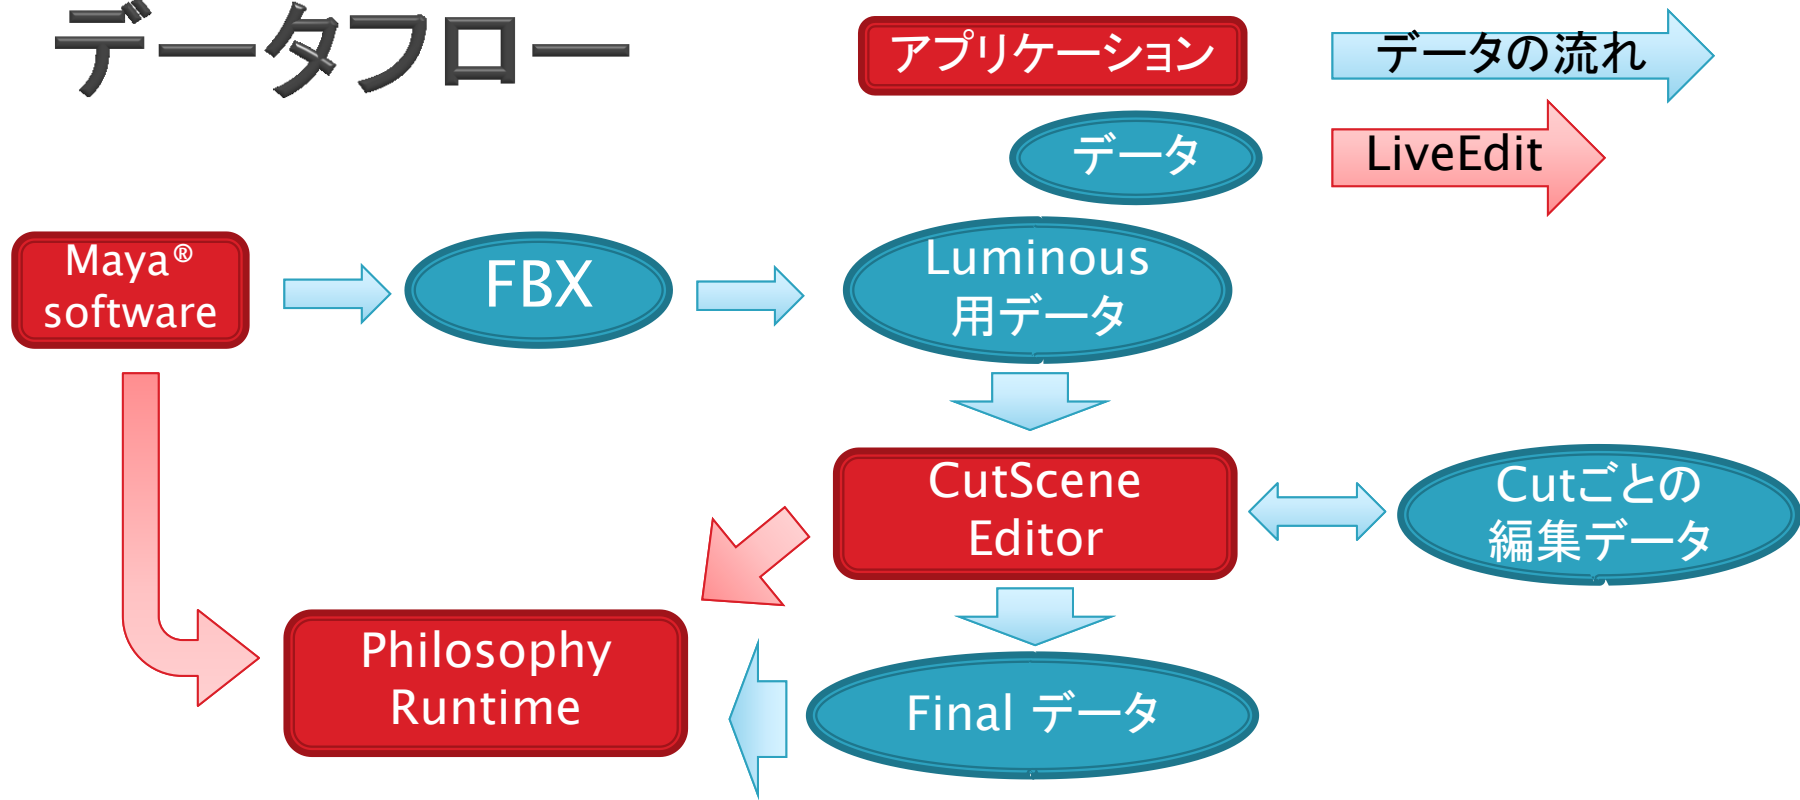 データフロー
アプリケーション
データの流れ
データ
LiveEdit
Maya®
software
FBX
Luminous
用データ
CutScene
Editor
Cutごとの
編集データ
Philosophy
Runtime
Final データ